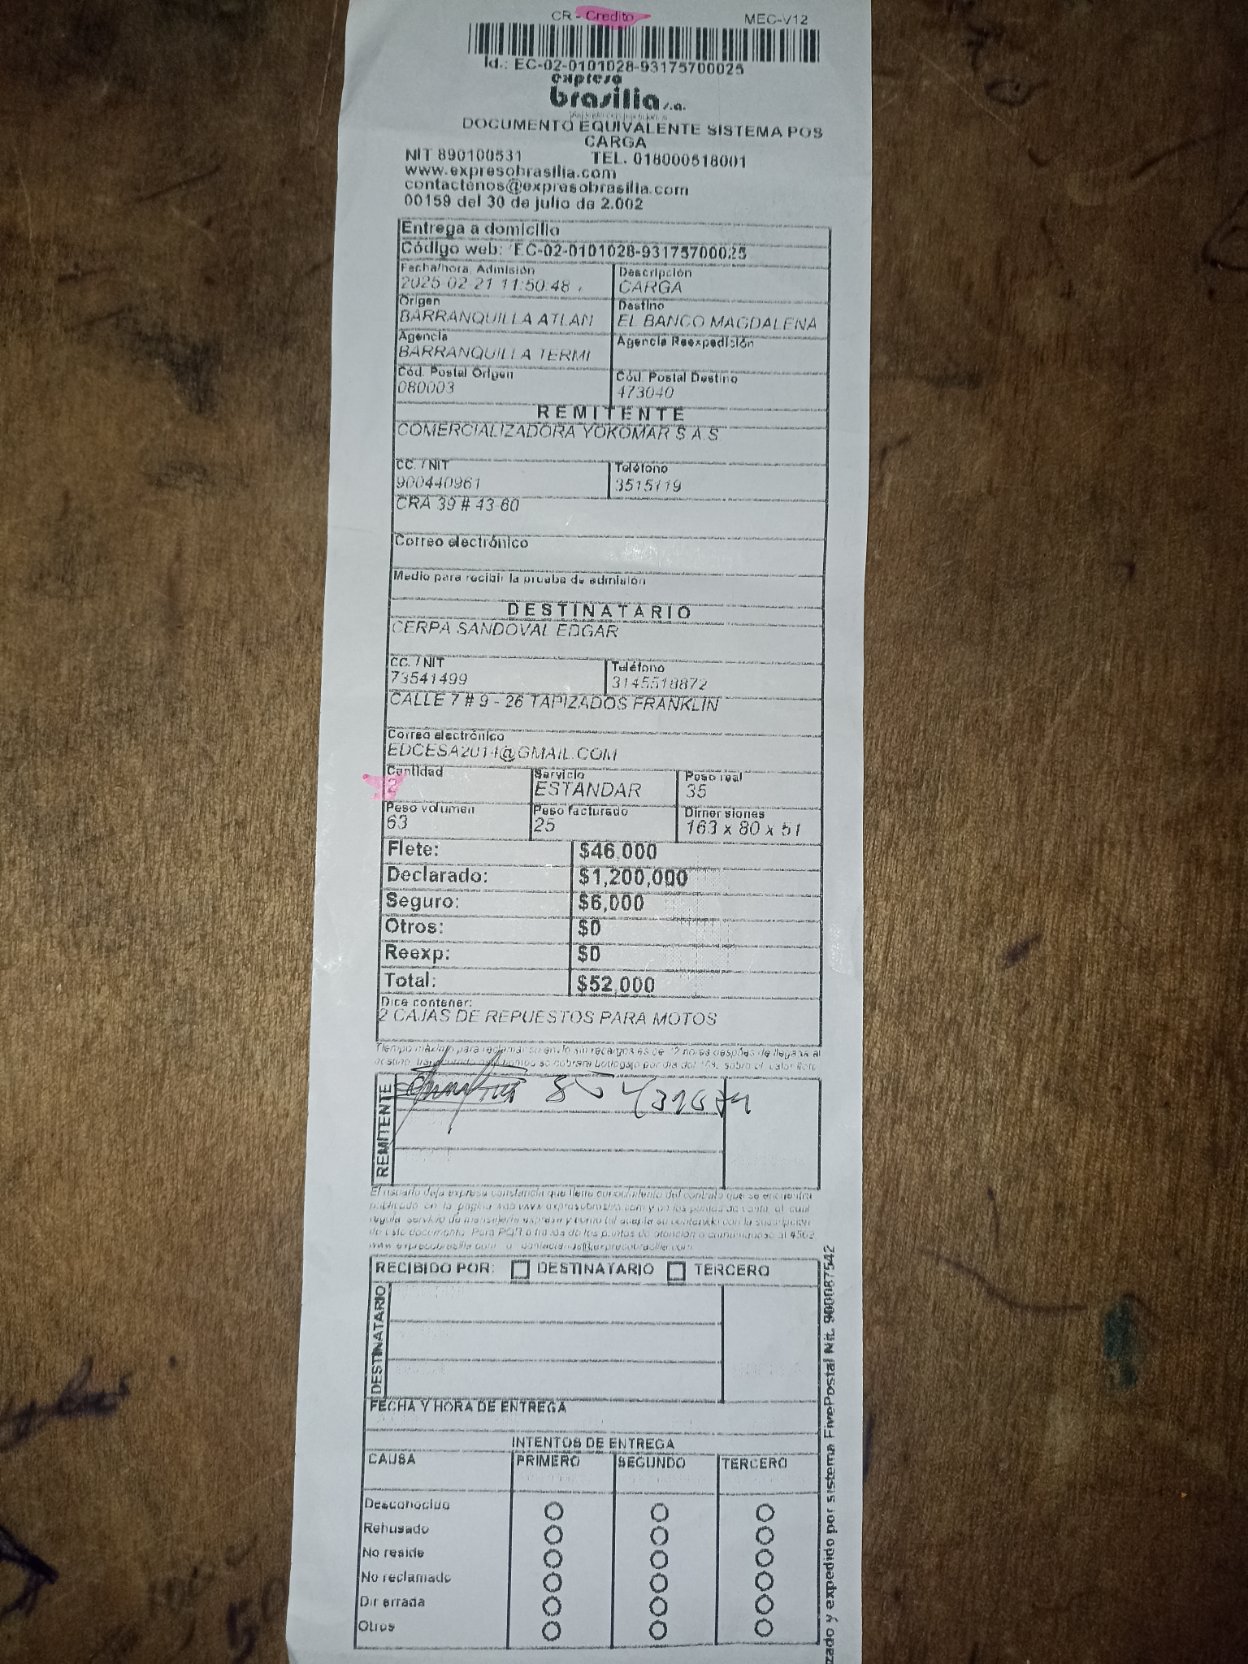 CR - Credito MEC-V12
Id.: EC-02-0101028-93175700025
expreso
brasilia s.a.
DOCUMENTO EQUIVALENTE SISTEMA POS
CARGA
NIT 890100531 TEL. 018000518001
www.expresobrasilia.com
contactenos@expresobrasilia.com
00159 del 30 de julio de 2.002
Entrega a domicilio
Código web: EC-02-0101028-93175700025
Fecha/hora Admisión Descripción
2025-02-21 11:50:48 CARGA
Origen Destino
BARRANQUILLA ATLAN EL BANCO MAGDALENA
Agencia Agencia Reexpedición
BARRANQUILLA TERMI
Cód. Postal Origen Cód. Postal Destino
080003 473040
REMITENTE
COMERCIALIZADORA YOKOMAR S A S
CC. / NIT Teléfono
900440961
CRA 39 # 43 60
Correo electrónico
Medio para recibir la prueba de admisión
DESTINATARIO
CERPA SANDOVAL EDGAR
CC. / NIT Teléfono
73541499 3145518872
CALLE 7 # 9 - 26 TAPIZADOS FRANKLIN
Correo electrónico
EDCESA2014@GMAIL.COM
Cantidad Servicio Peso real
2 ESTANDAR 35
Peso volumen Peso facturado Dimensiones
63 25 163 x 80 x 51
Flete: $46,000
Declarado: $1,200,000
Seguro: $6,000
Otros: $0
Reexp: $0
Total: $52,000
Dice contener:
2 CAJAS DE REPUESTOS PARA MOTOS
REMITENTE
RECIBIDO POR: DESTINATARIO TERCERO
DESTINATARIO
FECHA Y HORA DE ENTREGA
INTENTOS DE ENTREGA
CAUSA PRIMERO SEGUNDO TERCERO
Desconocido
Rehusado
No reside
No reclamado
Dir errada
Otros
zado y expedido por sistema FivePostal Nit. 900087542